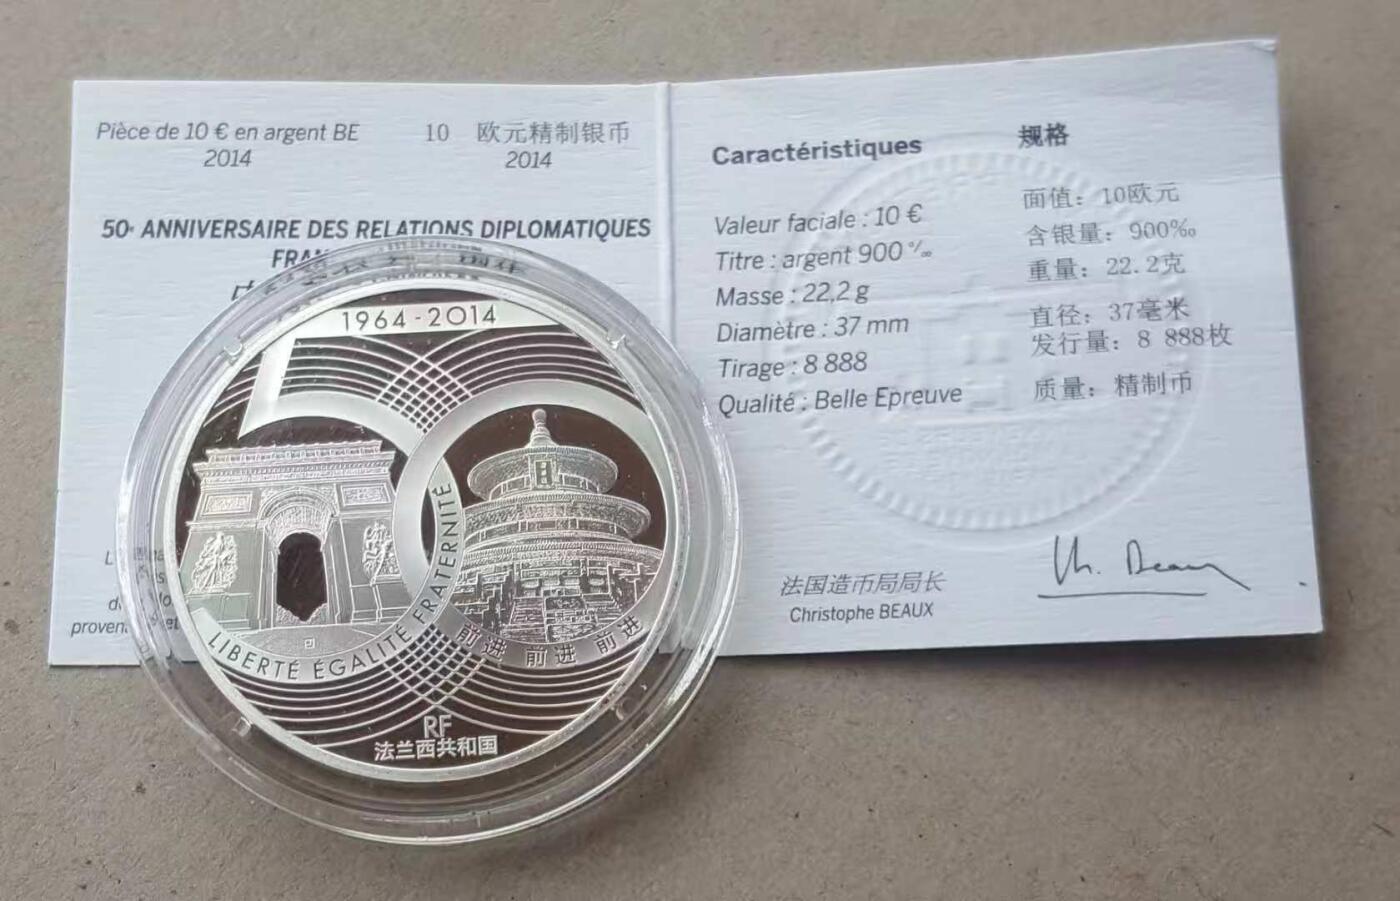 Pièce de 10 € en argent BE
2014
10 欧元精制银币
2014
50e ANNIVERSAIRE DES RELATIONS DIPLOMATIQUES
Caractéristiques
Valeur faciale : 10 €
Titre : argent 900 °/oo
Masse : 22,2 g
Diamètre : 37 mm
Tirage : 8 888
Qualité : Belle Epreuve
规格
面值：10欧元
含银量：900‰
重量：22.2克
直径：37毫米
发行量：8 888枚
质量：精制币
法国造币局局长
Christophe BEAUX
1964 - 2014
50
LIBERTÉ ÉGALITÉ FRATERNITÉ
前进 前进 前进
RF
法兰西共和国